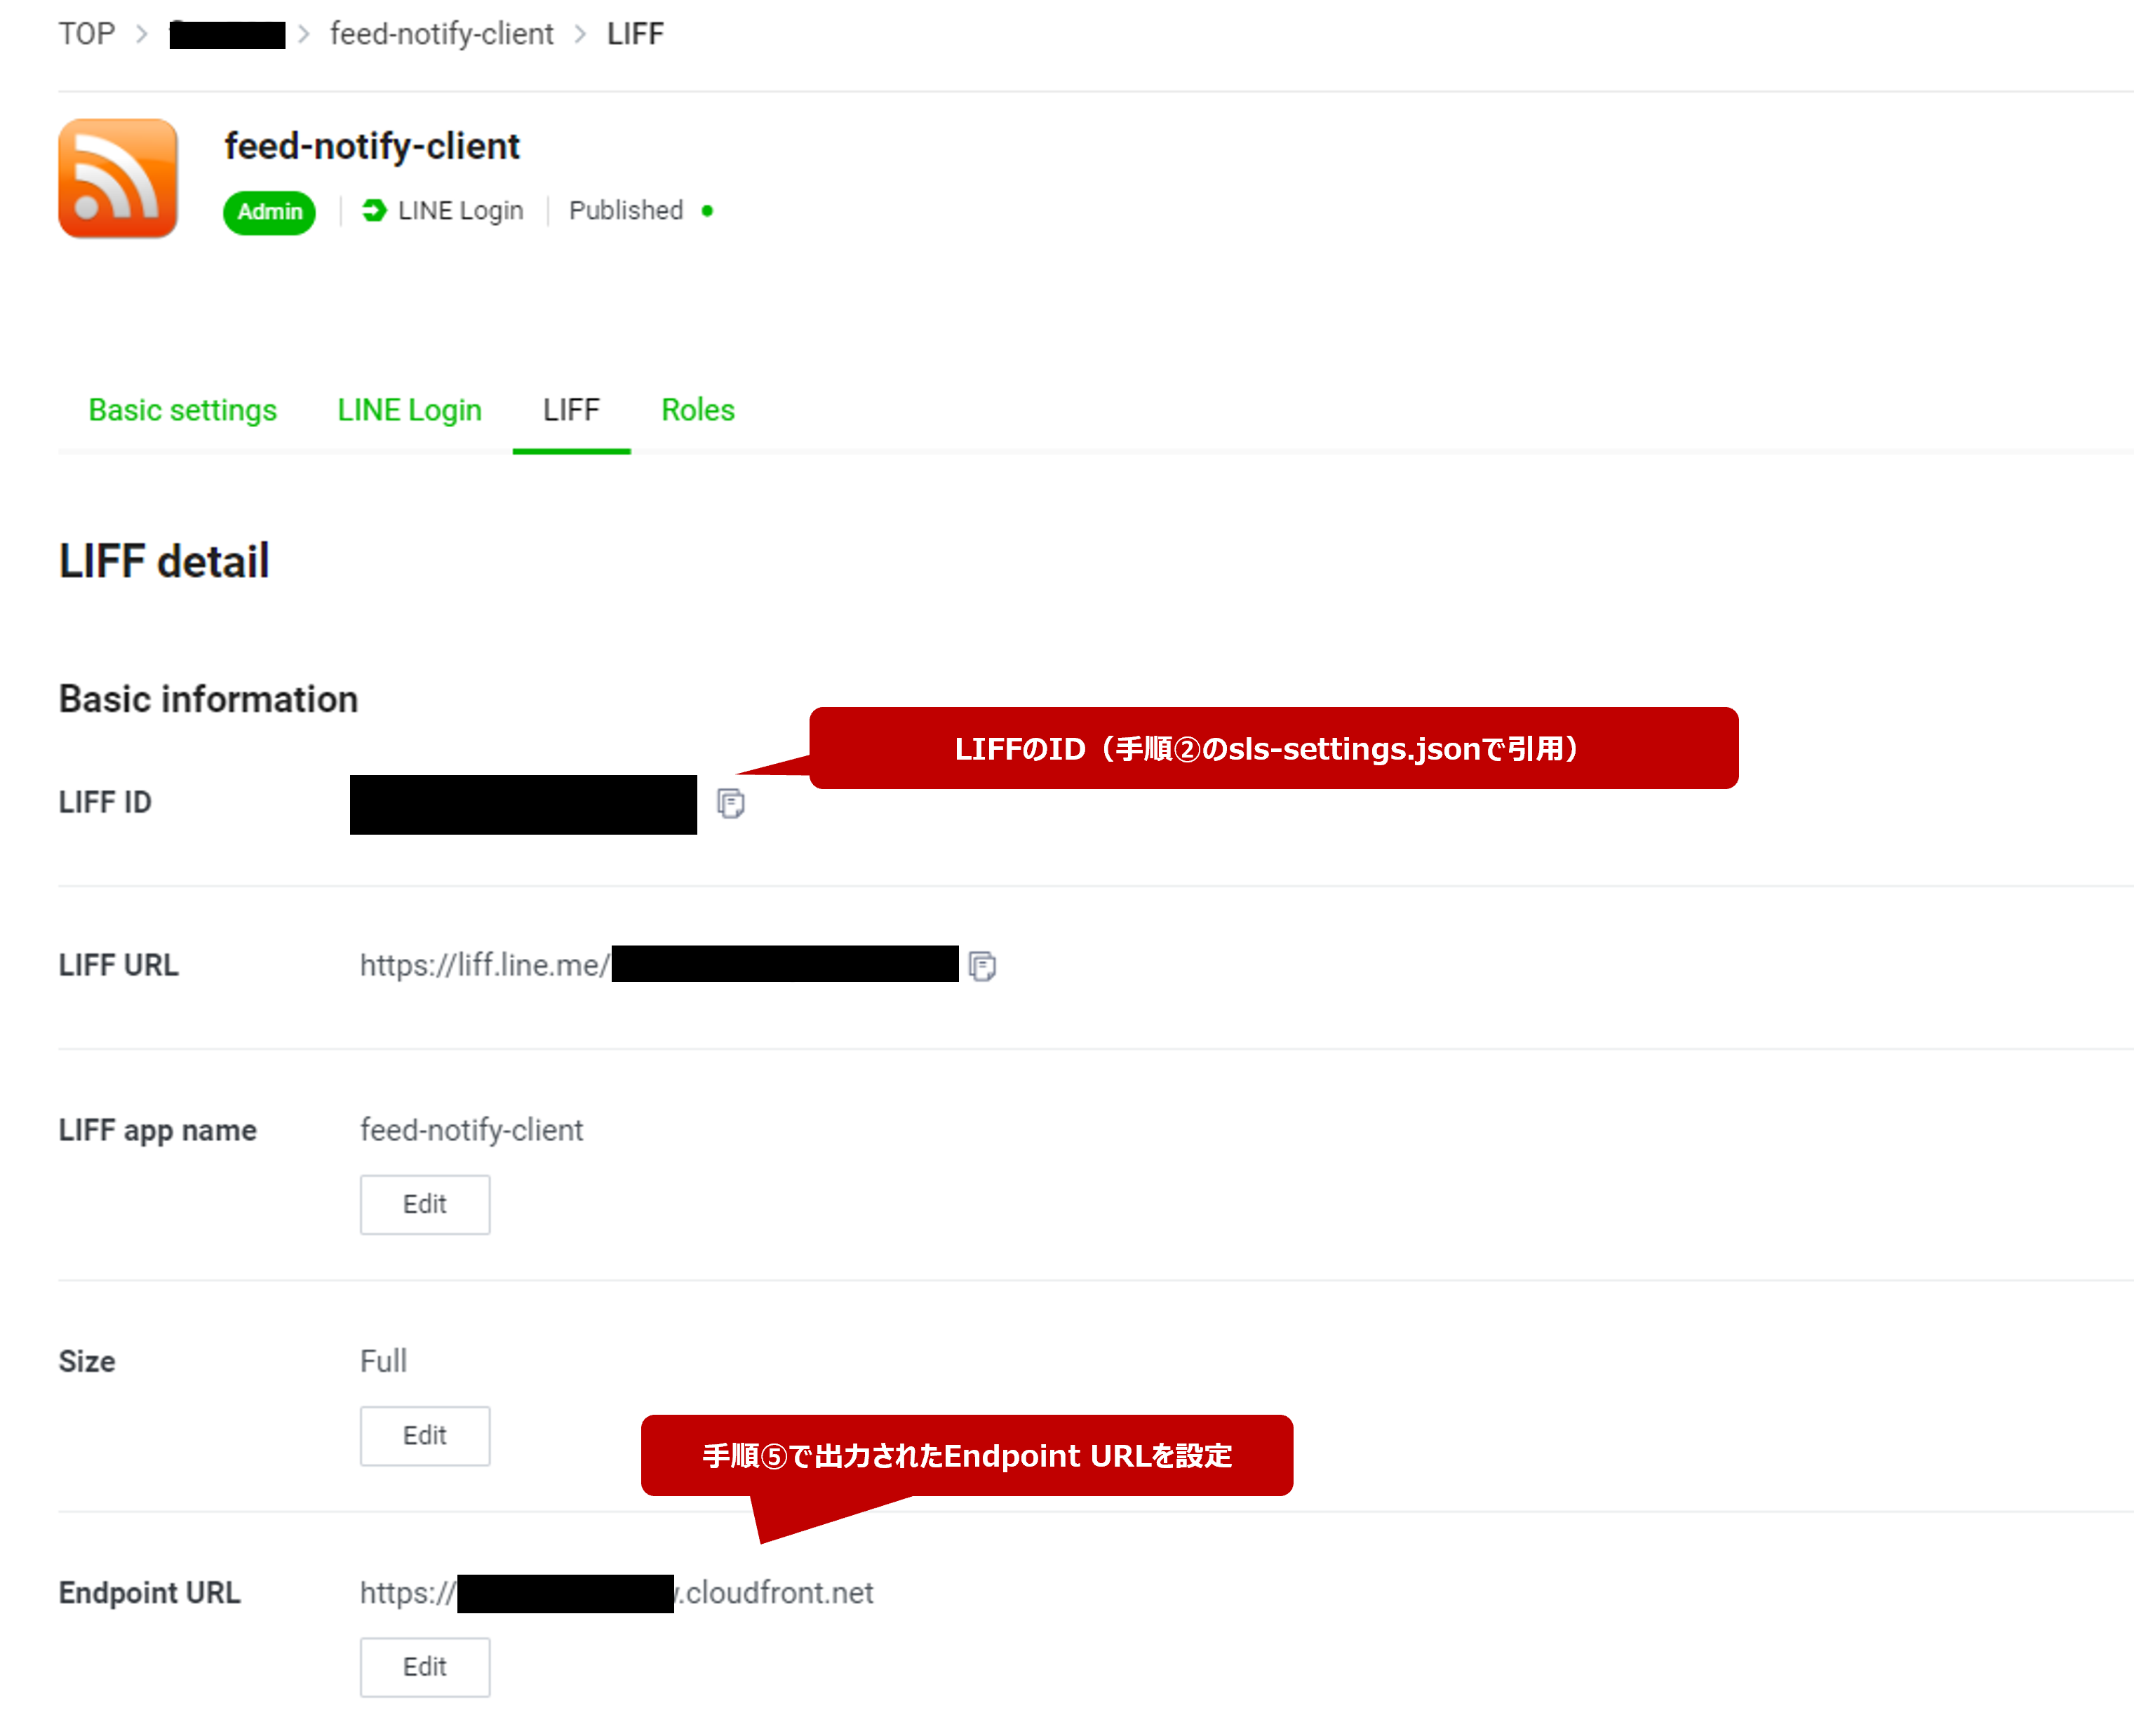 TOP > > feed-notify-client > LIFF
feed-notify-client
Admin LINE Login Published
Basic settings LINE Login LIFF Roles
LIFF detail
Basic information
LIFFのID（手順②のsls-settings.jsonで引用）
LIFF ID
LIFF URL https://liff.line.me/
LIFF app name feed-notify-client
Edit
Size Full
Edit
手順⑤で出力されたEndpoint URLを設定
Endpoint URL https:// .cloudfront.net
Edit